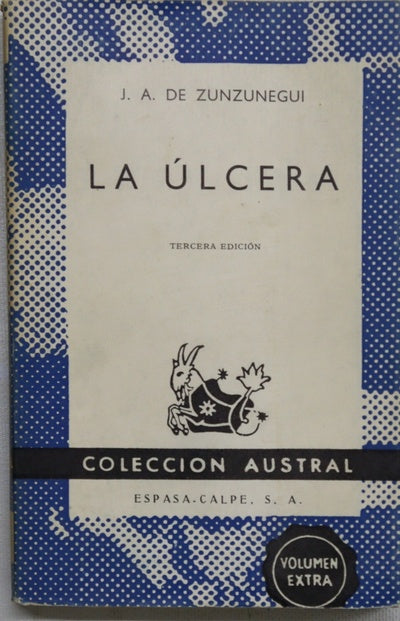 J. A. DE ZUNZUNEGUI
LA ÚLCERA
TERCERA EDICIÓN
COLECCION AUSTRAL
ESPASA-CALPE, S. A.
VOLUMEN
EXTRA